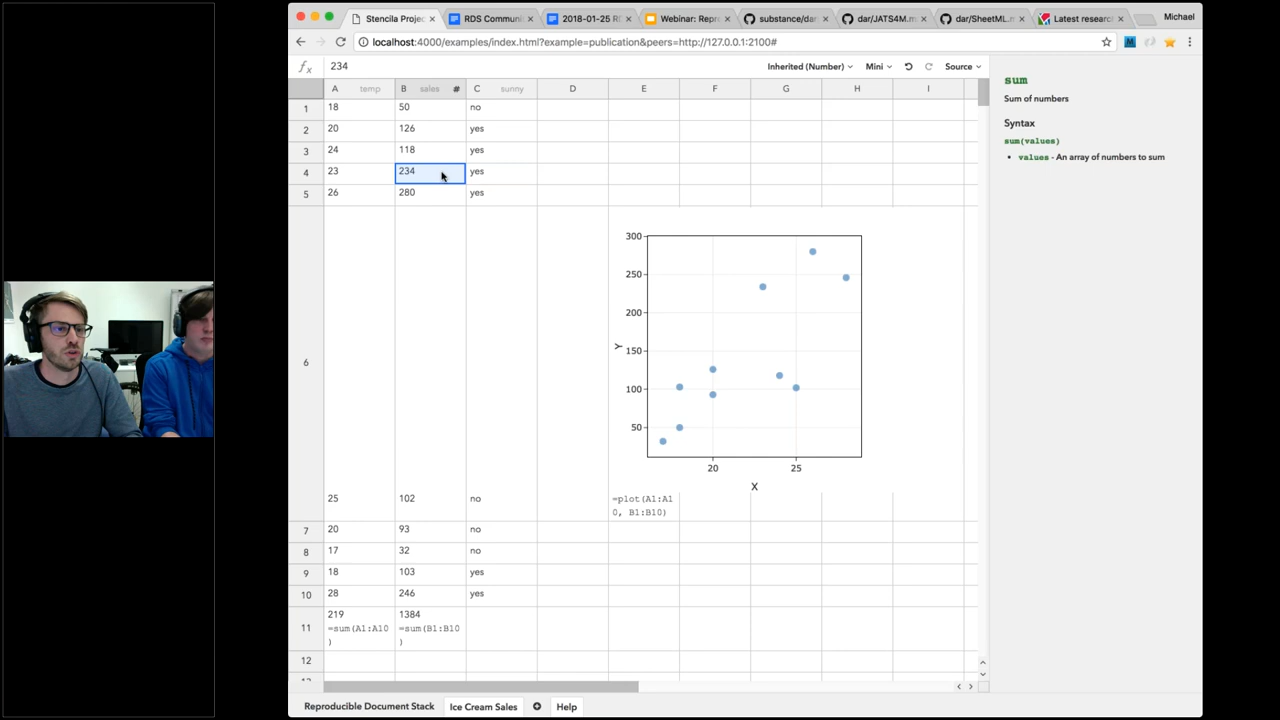 Stencila Projec
RDS Communi
2018-01-25 R
Webinar: Repr
substance/dar
dar/JATS4M.m
dar/SheetML.m
Latest researc
Michael
localhost:4000/examples/index.html?example=publication&peers=http://127.0.0.1:2100#
fx
234
Inherited (Number)
Mini
Source
A temp B sales # C sunny D E F G H I
1 18 50 no
2 20 126 yes
3 24 118 yes
4 23 234 yes
5 26 280 yes
300
250
200
150
100
50
Y
20 25
X
6 25 102 no =plot(A1:A1
0, B1:B10)
7 20 93 no
8 17 32 no
9 18 103 yes
10 28 246 yes
11 219 1384
=sum(A1:A10 =sum(B1:B10
) )
12
sum
Sum of numbers
Syntax
sum(values)
values - An array of numbers to sum
Reproducible Document Stack
Ice Cream Sales
Help